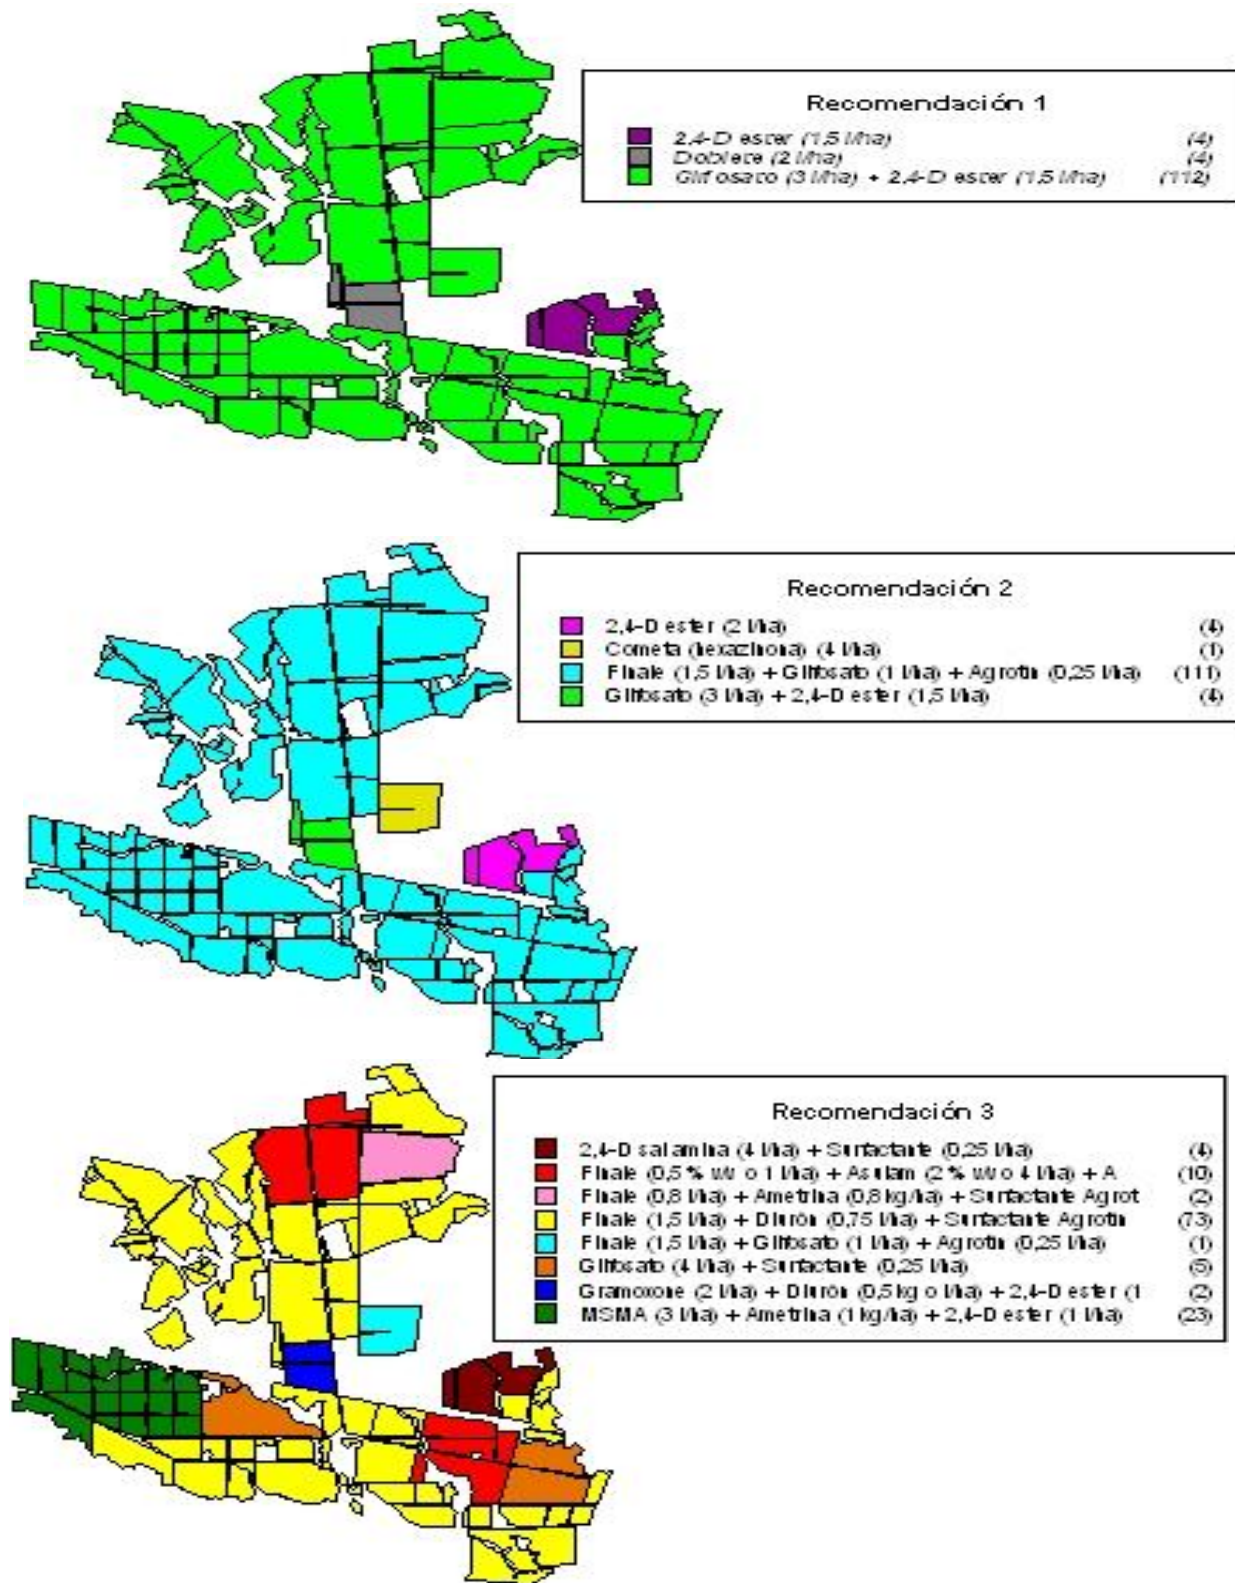 Recomendación 1
2,4-D ester (1,5 l/ha) (4)
Doblete (2 l/ha) (4)
Glifosato (3 l/ha) + 2,4-D ester (1,5 l/ha) (112)
Recomendación 2
2,4-D ester (2 l/ha) (4)
Cometa (hexazinona) (4 l/ha) (1)
Finale (1,5 l/ha) + Glifosato (1 l/ha) + Agrotin (0,25 l/ha) (111)
Glifosato (3 l/ha) + 2,4-D ester (1,5 l/ha) (4)
Recomendación 3
2,4-D sal amina (4 l/ha) + Surfactante (0,25 l/ha) (4)
Finale (0,5 % v/v o 1 l/ha) + Asulam (2 % v/v o 4 l/ha) + A (10)
Finale (0,8 l/ha) + Ametrina (0,8 kg/ha) + Surfactante Agrot (2)
Finale (1,5 l/ha) + Diurón (0,75 l/ha) + Surfactante Agrotin (73)
Finale (1,5 l/ha) + Glifosato (1 l/ha) + Agrotin (0,25 l/ha) (1)
Glifosato (4 l/ha) + Surfactante (0,25 l/ha) (5)
Gramoxone (2 l/ha) + Diurón (0,5 kg o l/ha) + 2,4-D ester (1 (2)
MSMA (3 l/ha) + Ametrina (1 kg/ha) + 2,4-D ester (1 l/ha) (23)